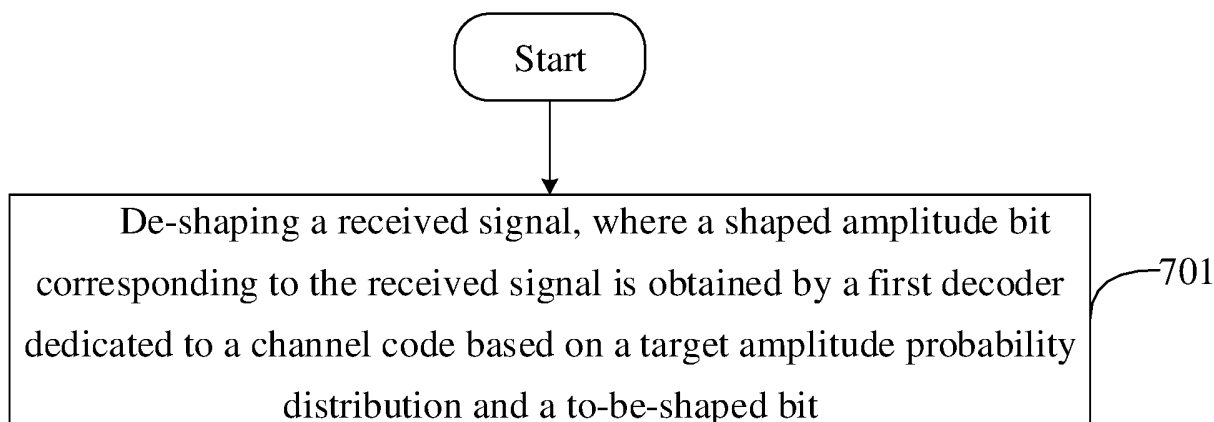 Start
De-shaping a received signal, where a shaped amplitude bit
corresponding to the received signal is obtained by a first decoder
701
dedicated to a channel code based on a target amplitude probability
distribution and a to-be-shaped bit